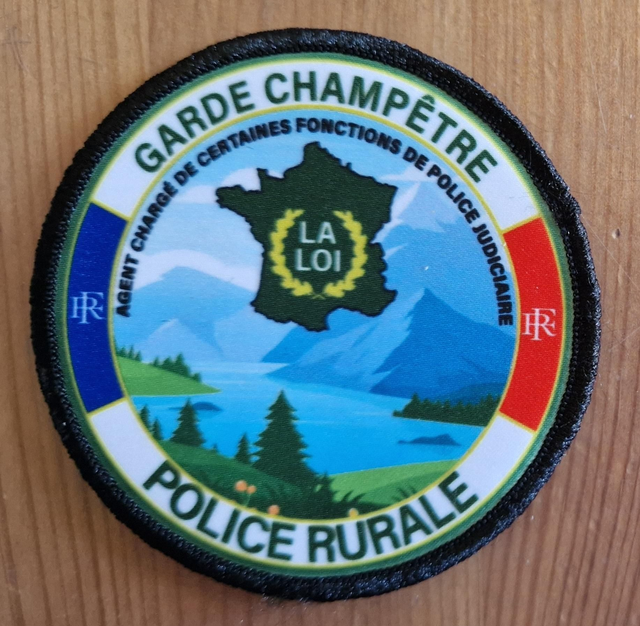 GARDE CHAMPÊTRE
AGENT CHARGÉ DE CERTAINES FONCTIONS DE POLICE JUDICIAIRE
LA
LOI
RF
RF
POLICE RURALE